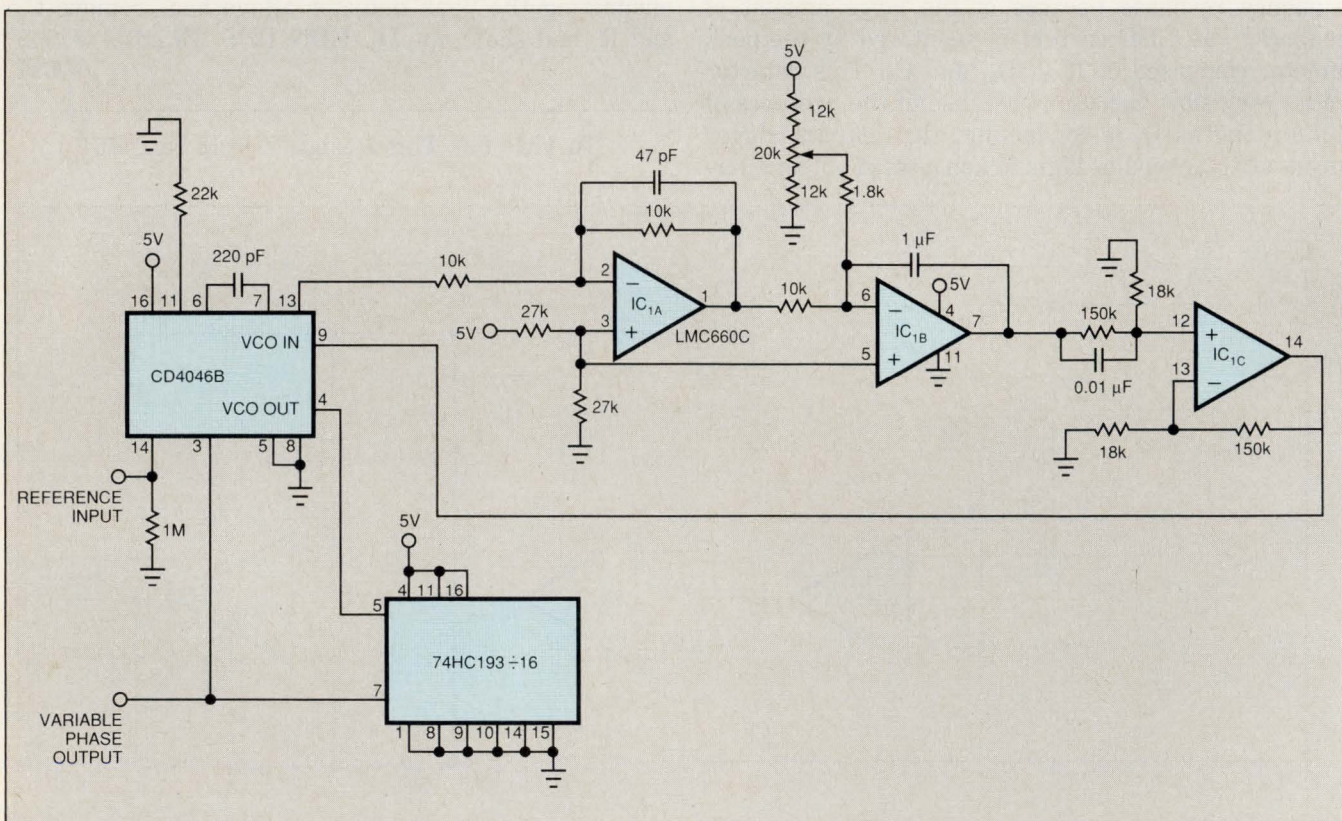 5V
12k
20k
12k
1.8k
47 pF
10k
22k
5V
220 pF
16 11 6 7 13
10k
2
3
IC1A
1
LMC660C
5V
27k
27k
10k
1 µF
6
5
5V
4
IC1B
11
7
18k
150k
0.01 µF
12
13
IC1C
14
18k
150k
VCO IN
9
CD4046B
VCO OUT
4
14 3 5 8
REFERENCE
INPUT
1M
5V
4 11 16
5
74HC193 ÷16
7
1 8 9 10 14 15
VARIABLE
PHASE
OUTPUT